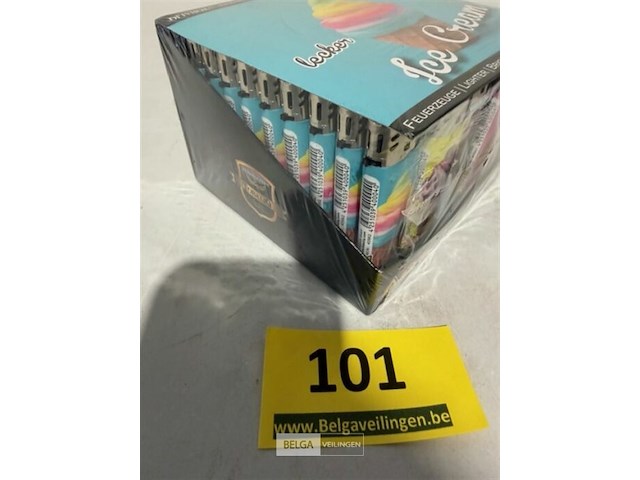 lecker
Ice Cream
FEUERZEUGE | LIGHTER |
101
www.Belgaveilingen.be
BELGA VEILINGEN